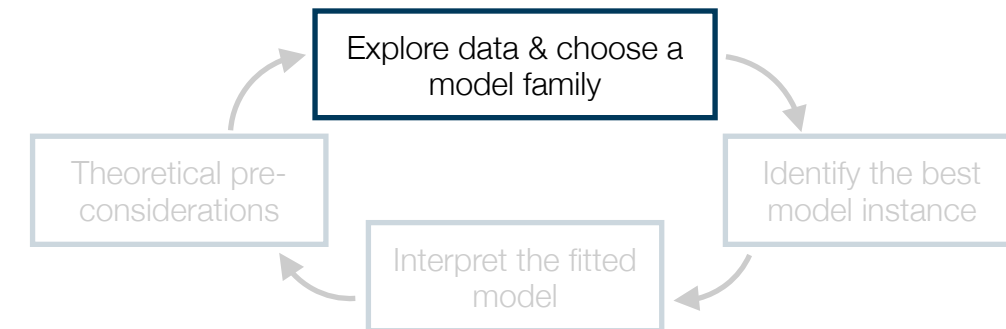 Explore data & choose a
model family
Theoretical pre-
considerations
Identify the best
model instance
Interpret the fitted
model